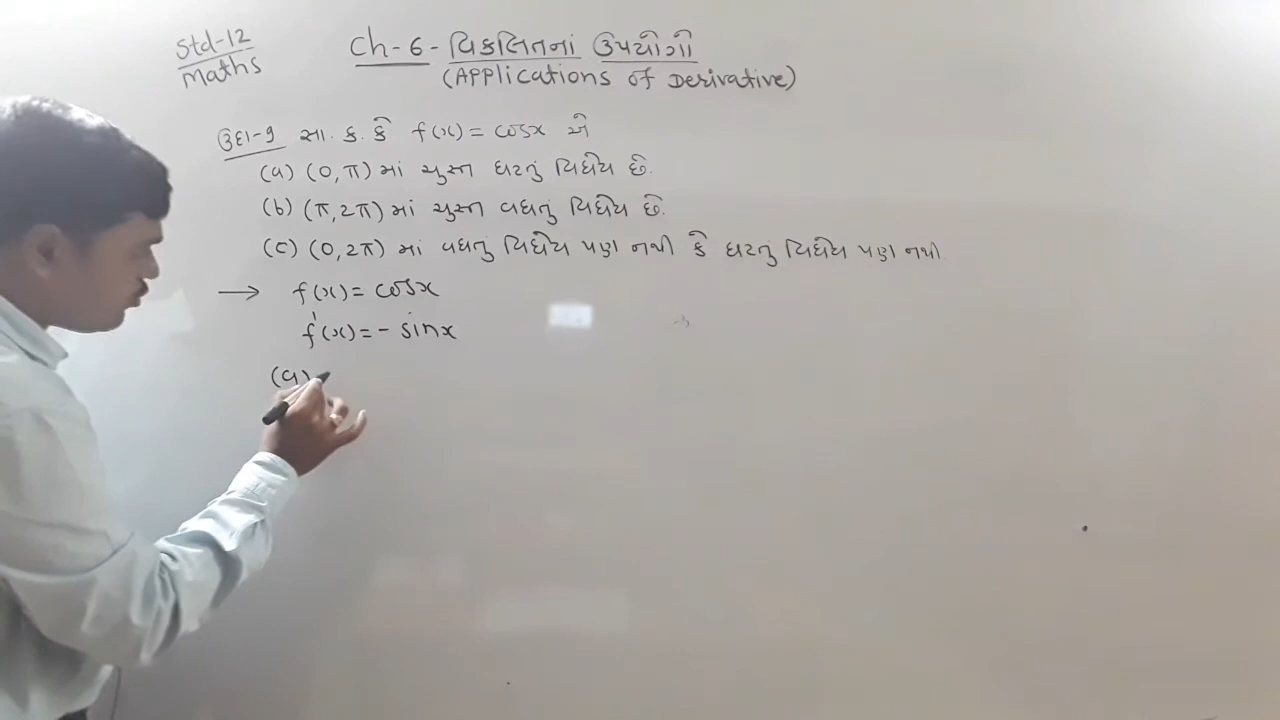 Std-12
Maths
Ch-6-વિકલિતનાં ઉપયોગો
(Applications of Derivative)
ઉદા-9 સા. ક. કે f(x) = cosx એ
(a) (0,π) માં ચુસ્ત ઘટતું વિધેય છે.
(b) (π,2π) માં ચુસ્ત વધતું વિધેય છે.
(c) (0,2π) માં વધતું વિધેય પણ નથી કે ઘટતું વિધેય પણ નથી.
→ f(x) = cosx
f'(x) = - sinx
(a)